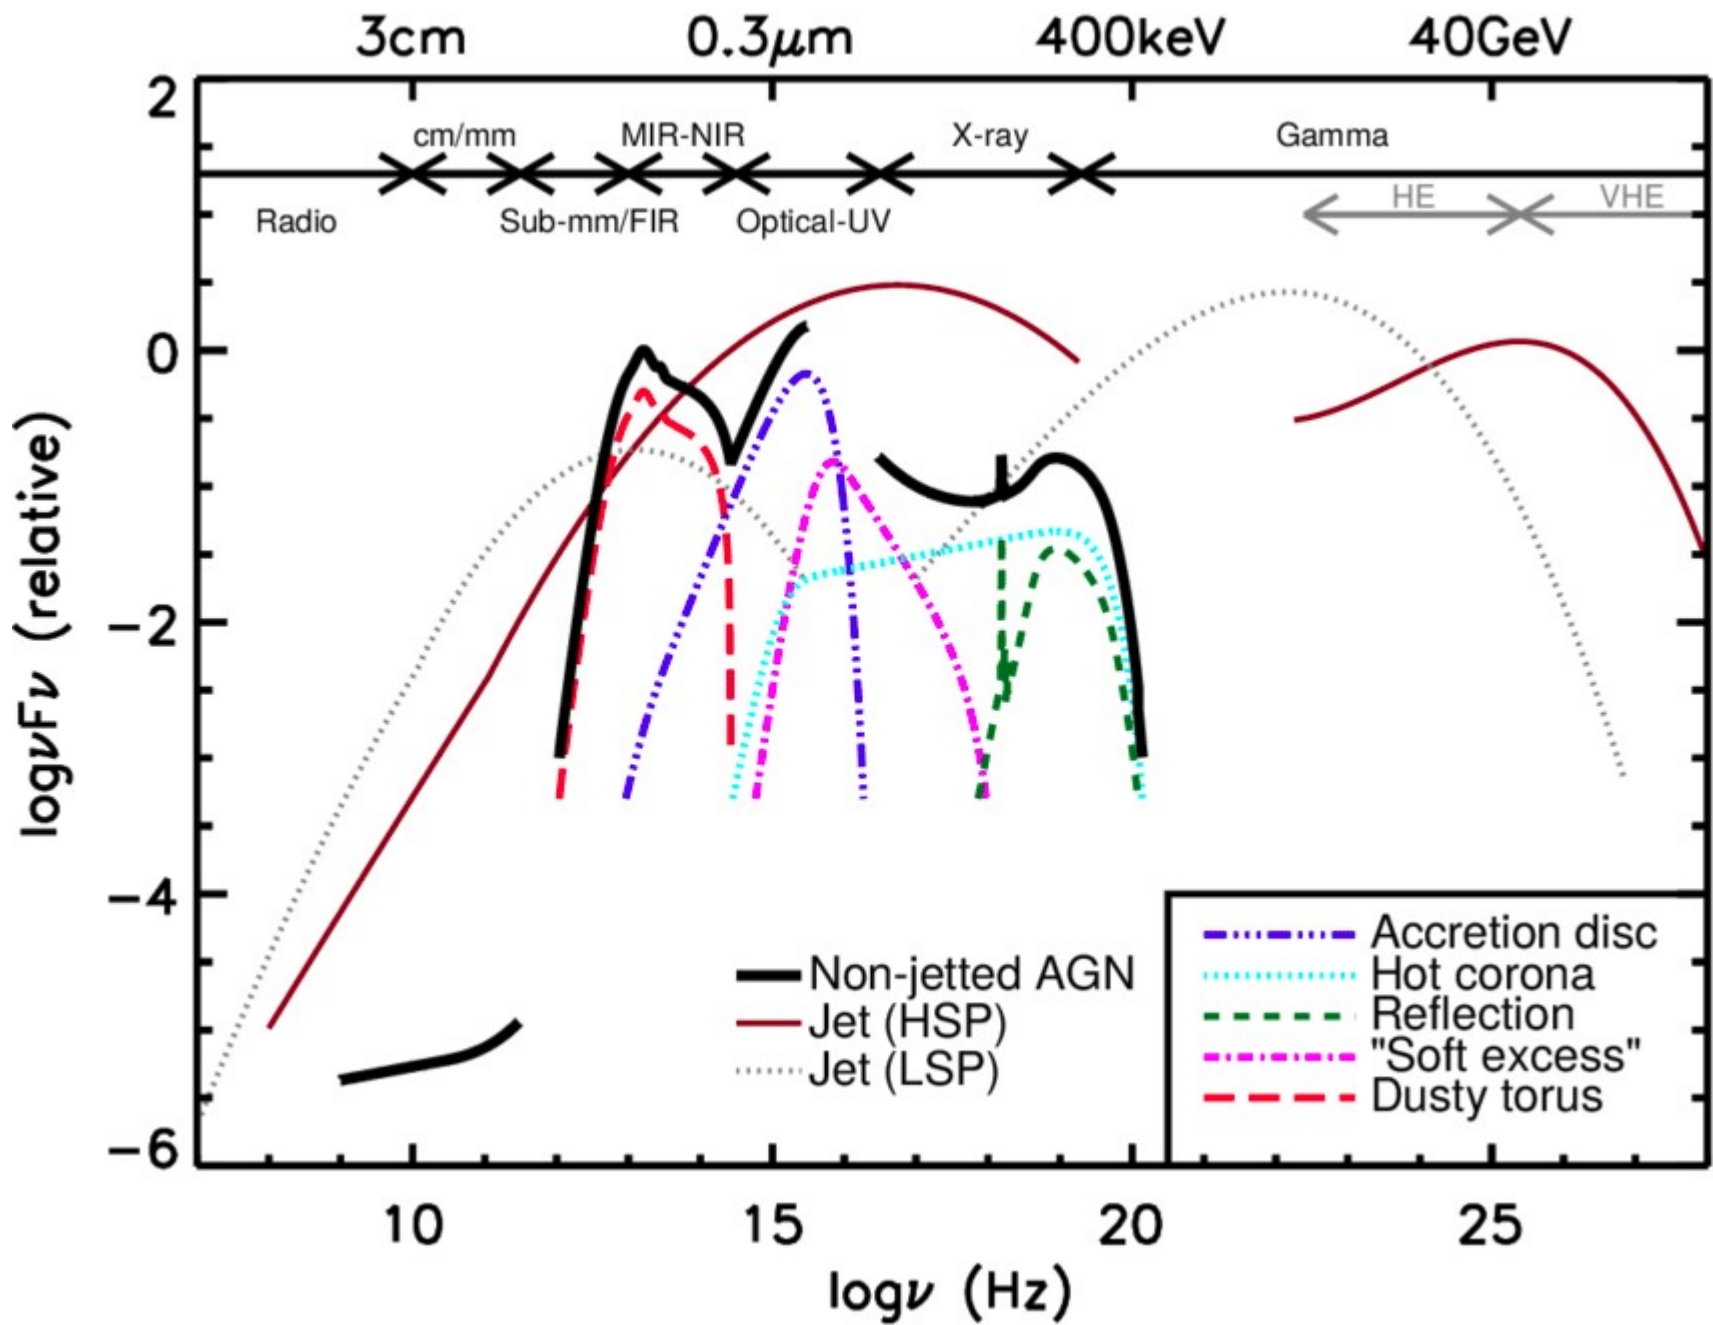 3cm 0.3μm 400keV 40GeV
2
cm/mm MIR-NIR X-ray Gamma
HE VHE
Radio Sub-mm/FIR Optical-UV
0
−2
−4
−6
logνFν (relative)
Non-jetted AGN
Jet (HSP)
Jet (LSP)
Accretion disc
Hot corona
Reflection
"Soft excess"
Dusty torus
10 15 20 25
logν (Hz)